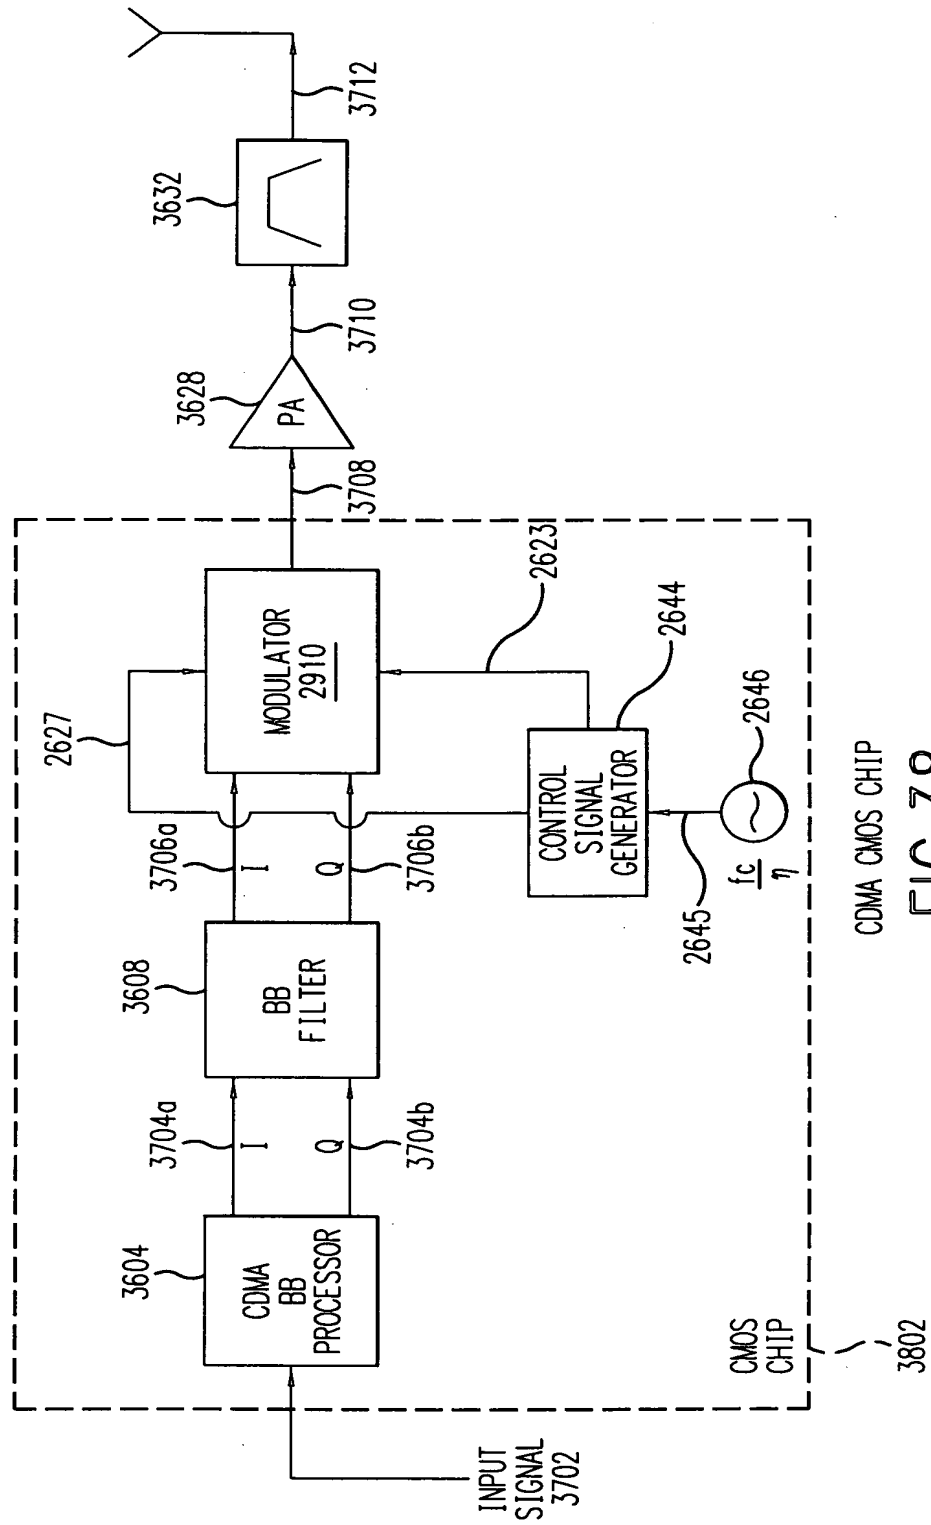 INPUT
SIGNAL
3702
3604
CDMA
BB
PROCESSOR
3704a
I
Q
3704b
3608
BB
FILTER
3706a
I
Q
3706b
2627
MODULATOR
2910
2623
CONTROL
SIGNAL
GENERATOR
2644
2645
fc
η
2646
3708
3628
PA
3710
3632
3712
CMOS
CHIP
3802
CDMA CMOS CHIP